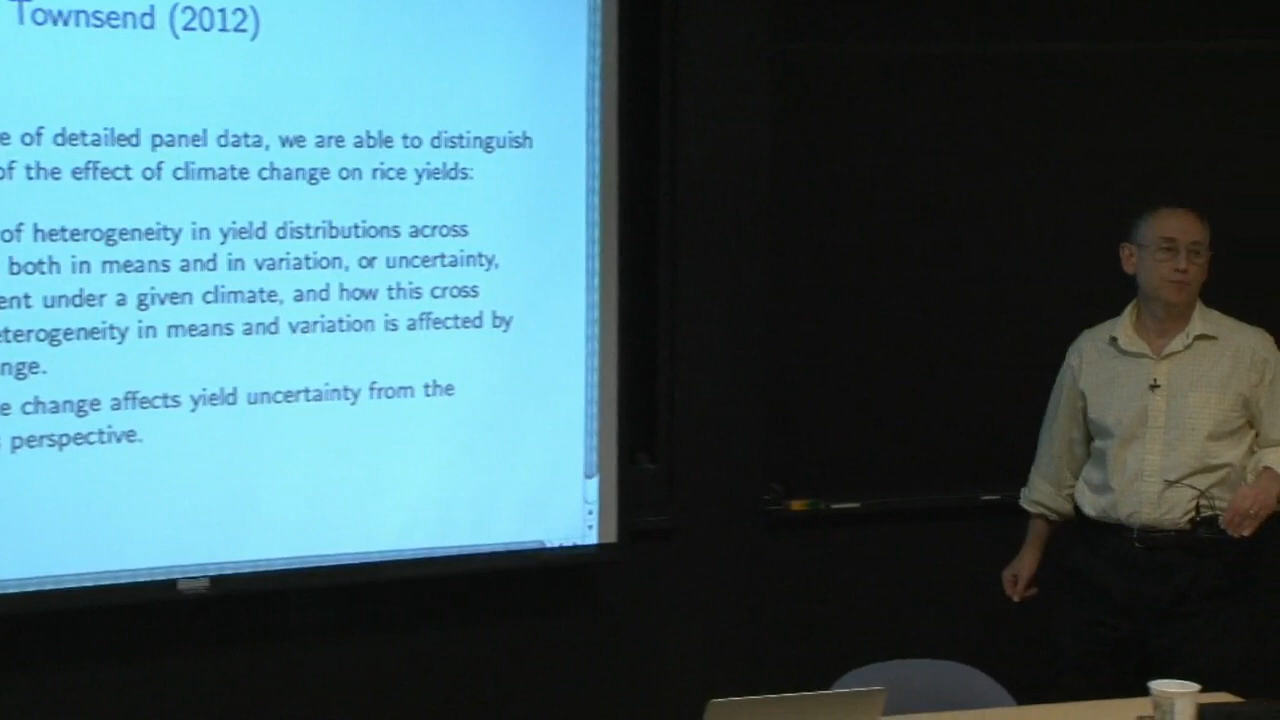 Townsend (2012)
e of detailed panel data, we are able to distinguish
of the effect of climate change on rice yields:
of heterogeneity in yield distributions across
both in means and in variation, or uncertainty,
ent under a given climate, and how this cross
eterogeneity in means and variation is affected by
nge.
e change affects yield uncertainty from the
s perspective.